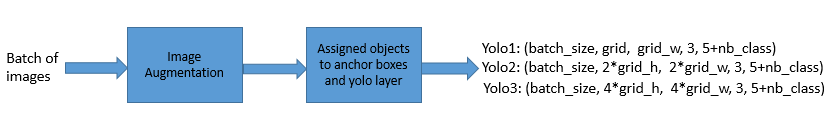 Batch of
images
Image
Augmentation
Assigned objects
to anchor boxes
and yolo layer
Yolo1: (batch_size, grid, grid_w, 3, 5+nb_class)
Yolo2: (batch_size, 2*grid_h, 2*grid_w, 3, 5+nb_class)
Yolo3: (batch_size, 4*grid_h, 4*grid_w, 3, 5+nb_class)